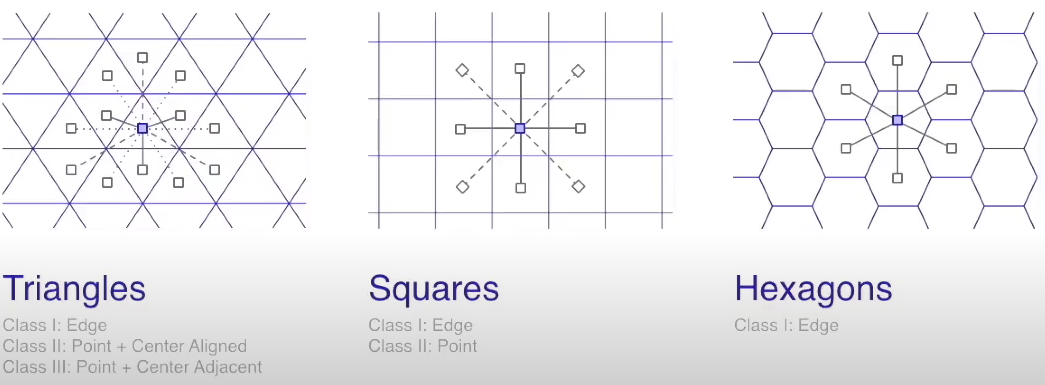 Triangles
Class I: Edge
Class II: Point + Center Aligned
Class III: Point + Center Adjacent
Squares
Class I: Edge
Class II: Point
Hexagons
Class I: Edge